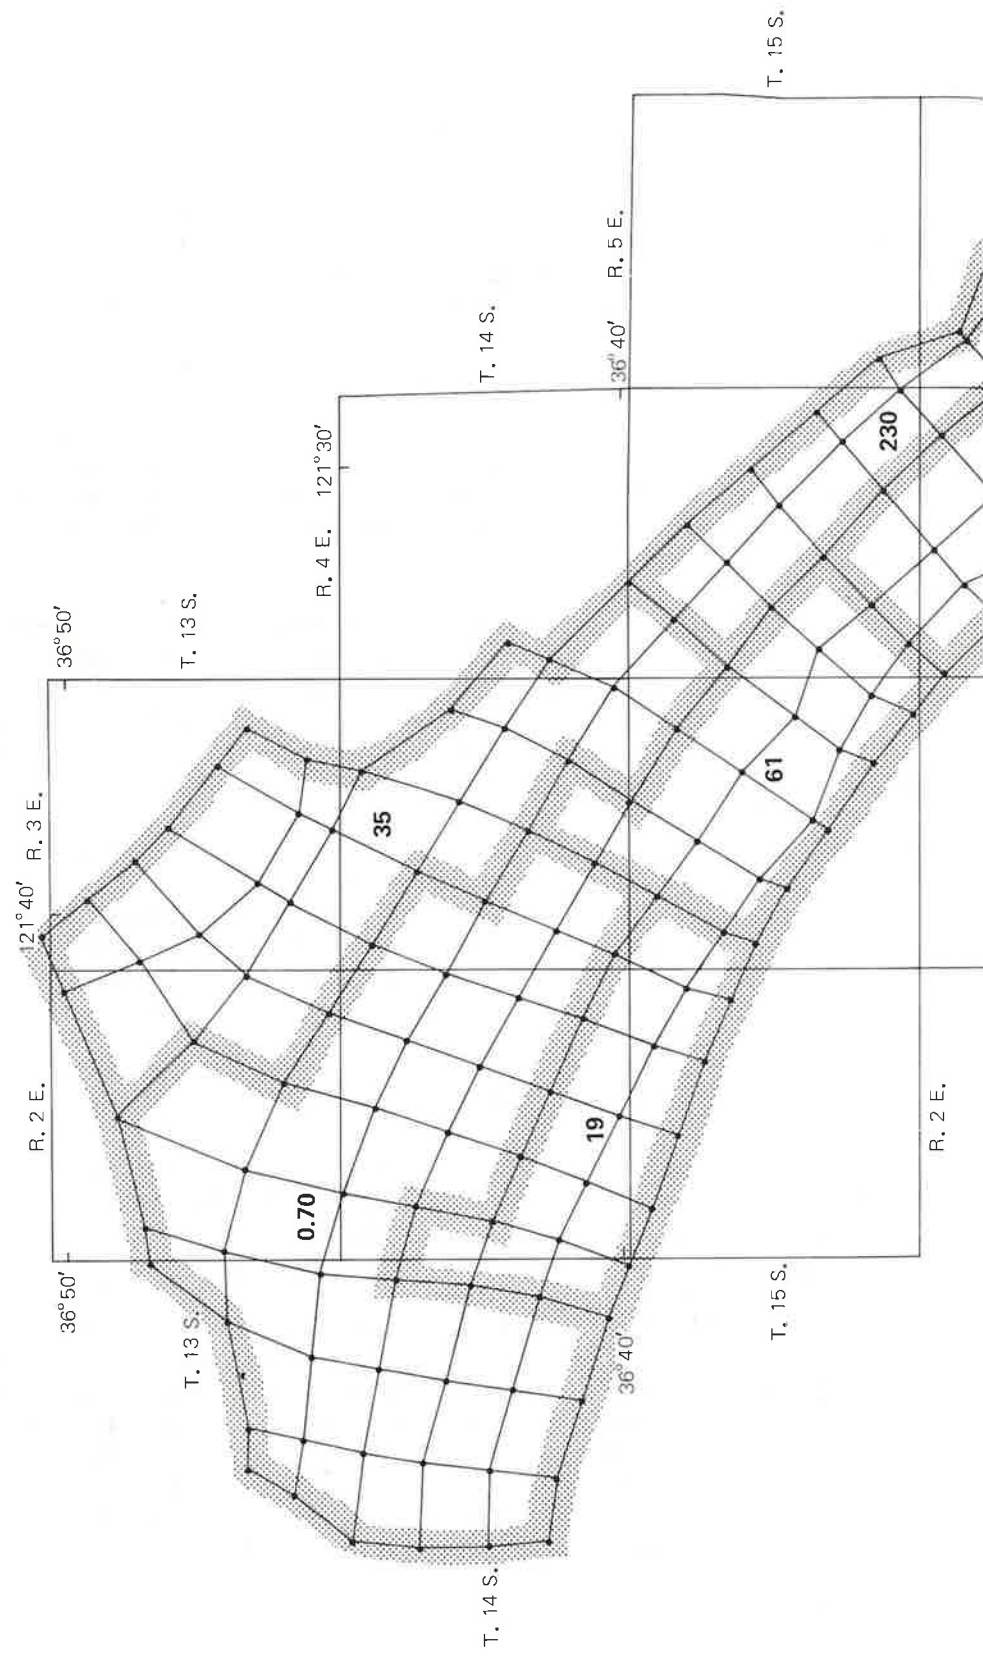 T. 15 S.
R. 5 E.
T. 14 S.
36°40′
121°30′
230
R. 4 E.
36°50′
T. 13 S.
R. 3 E.
121°40′
35
61
R. 2 E.
0.70
19
R. 2 E.
36°50′
T. 13 S.
T. 15 S.
36°40′
T. 14 S.